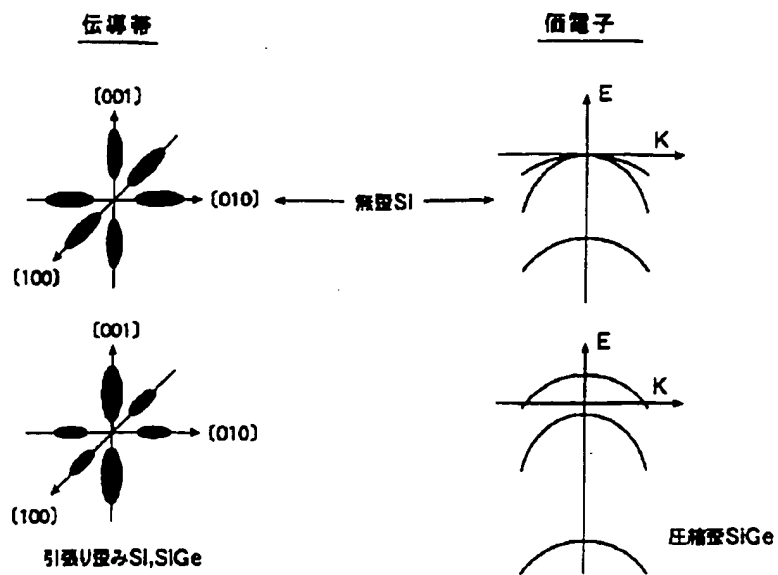 伝導帯
価電子
[001]
[010]
[100]
無歪Si
E
K
[001]
[010]
[100]
引張り歪みSi,SiGe
E
K
圧縮歪SiGe